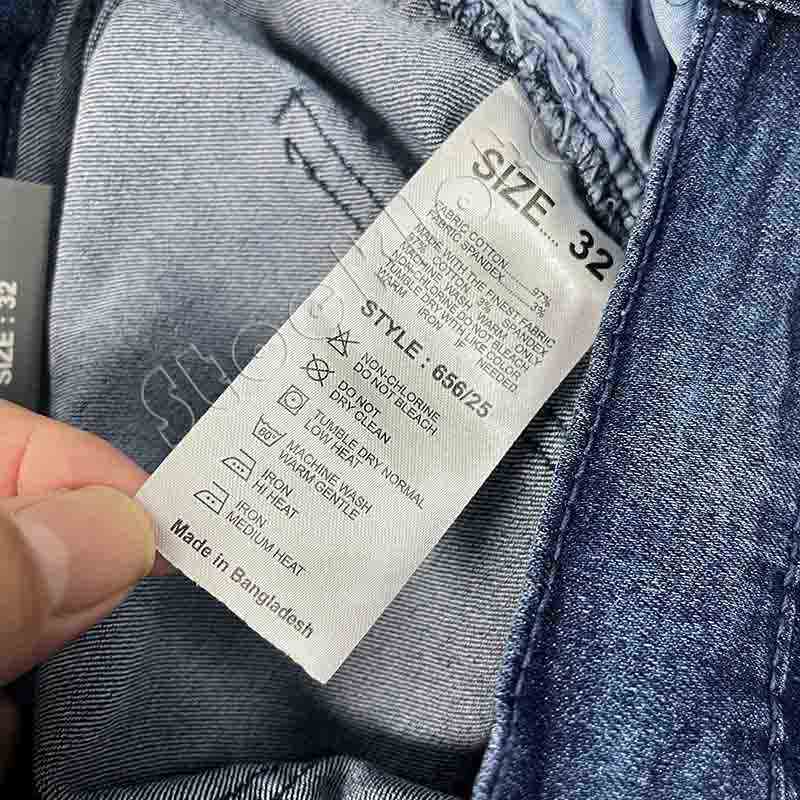 SIZE..... 32
FABRIC COTTON........97%
FABRIC SPANDEX........3%
MADE WITH THE FINEST FABRIC
97% COTTON 3% SPANDEX
MACHINE WASH, WARM ONLY
NONCHLORINE DO NOT BLEACH
TUMBLE DRY WITH LIKE COLOR
WARM IRON IF NEEDED
STYLE : 656/25
NON-CHLORINE
DO NOT BLEACH
DO NOT
DRY CLEAN
TUMBLE DRY NORMAL
LOW HEAT
MACHINE WASH
WARM GENTLE
IRON
HI HEAT
IRON
MEDIUM HEAT
Made in Bangladesh
SIZE : 32